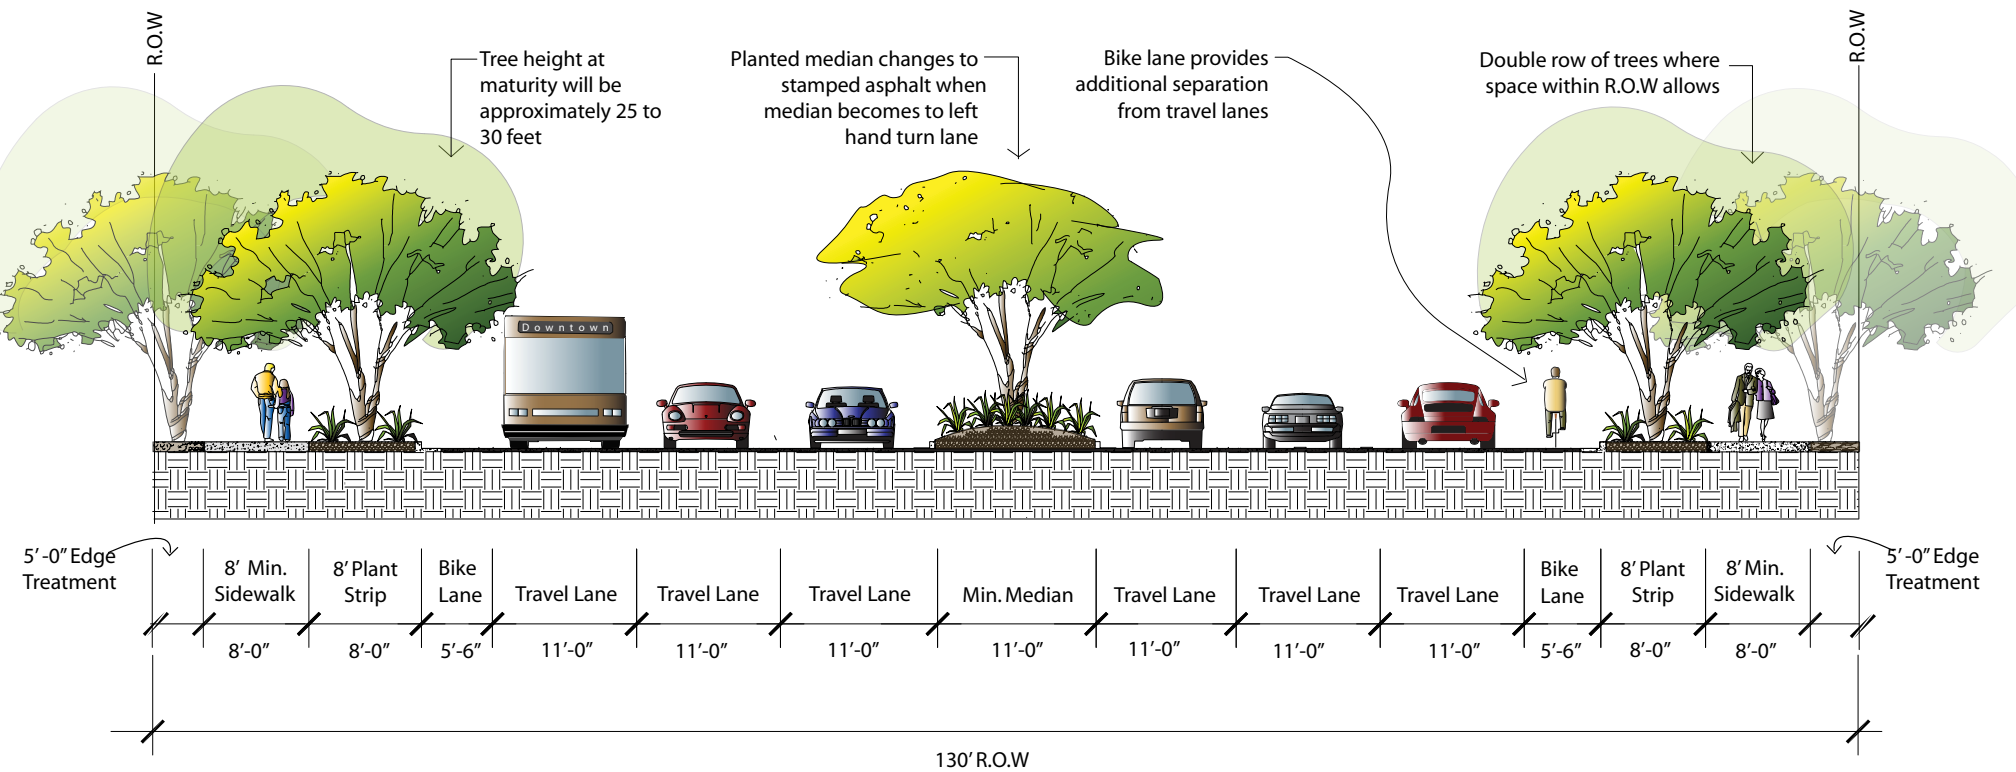 R.O.W
R.O.W
Tree height at
maturity will be
approximately 25 to
30 feet
Planted median changes to
stamped asphalt when
median becomes to left
hand turn lane
Bike lane provides
additional separation
from travel lanes
Double row of trees where
space within R.O.W allows
Downtown
5'-0" Edge
Treatment
8' Min.
Sidewalk
8' Plant
Strip
Bike
Lane
Travel Lane
Travel Lane
Travel Lane
Min. Median
Travel Lane
Travel Lane
Travel Lane
Bike
Lane
8' Plant
Strip
8' Min.
Sidewalk
5'-0" Edge
Treatment
8'-0"
8'-0"
5'-6"
11'-0"
11'-0"
11'-0"
11'-0"
11'-0"
11'-0"
11'-0"
5'-6"
8'-0"
8'-0"
130' R.O.W